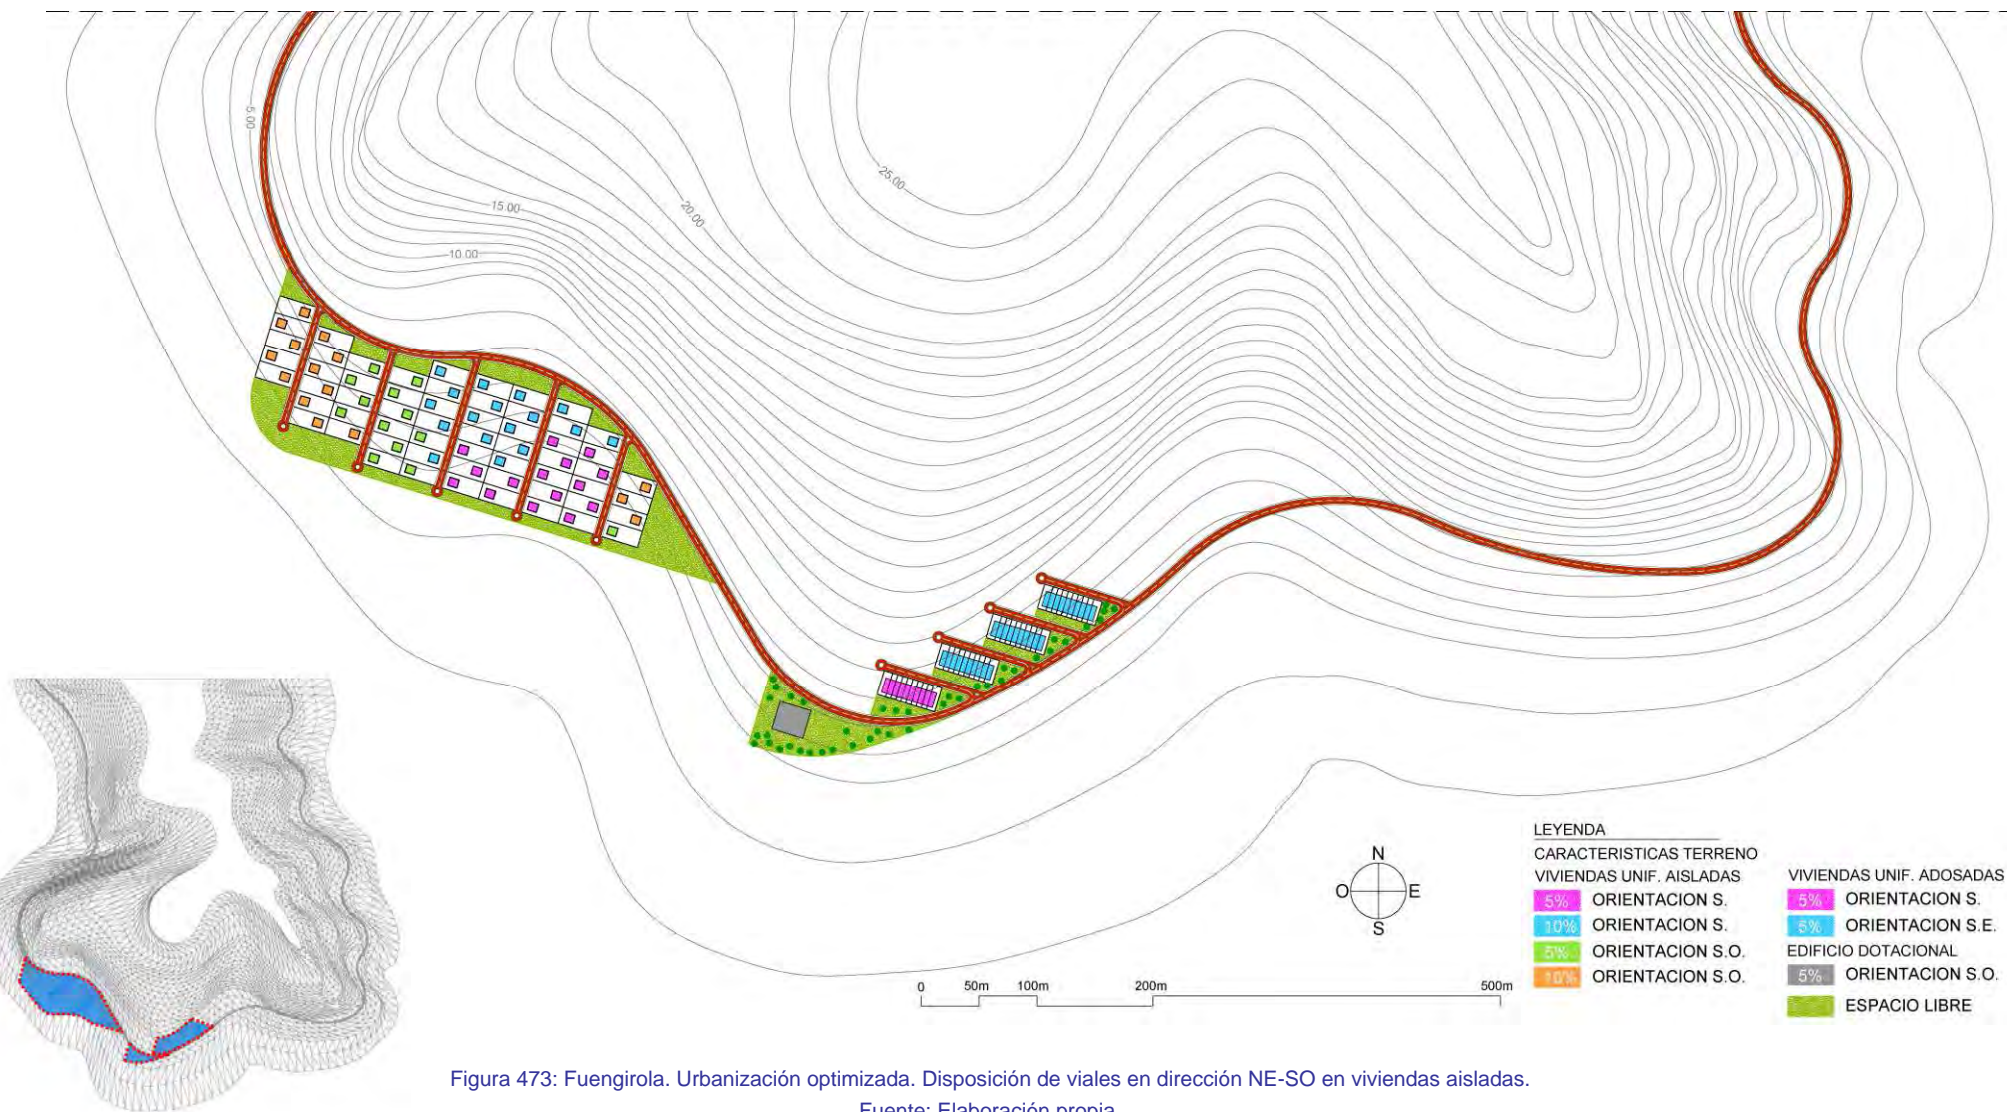 5.00
15.00
10.00
20.00
25.00
N
O E
S
0 50m 100m 200m 500m
LEYENDA
CARACTERISTICAS TERRENO
VIVIENDAS UNIF. AISLADAS
5% ORIENTACION S.
10% ORIENTACION S.
5% ORIENTACION S.O.
10% ORIENTACION S.O.
VIVIENDAS UNIF. ADOSADAS
5% ORIENTACION S.
5% ORIENTACION S.E.
EDIFICIO DOTACIONAL
5% ORIENTACION S.O.
ESPACIO LIBRE
Figura 473: Fuengirola. Urbanización optimizada. Disposición de viales en dirección NE-SO en viviendas aisladas.
Fuente: Elaboración propia